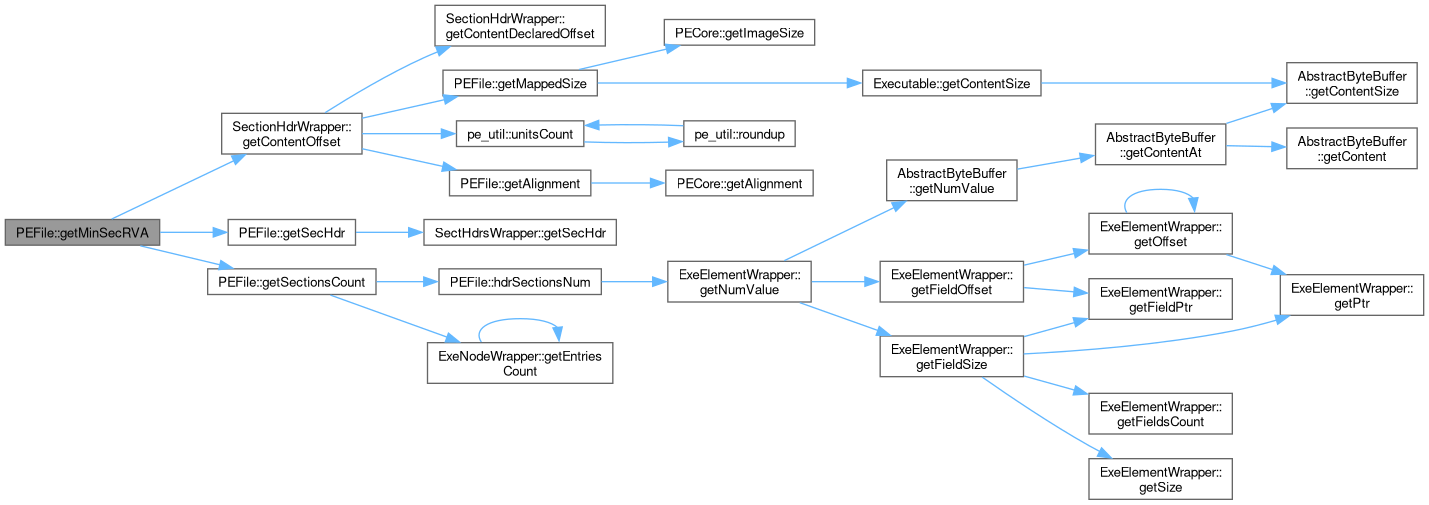 PEFile::getMinSecRVA
SectionHdrWrapper::
getContentOffset
SectionHdrWrapper::
getContentDeclaredOffset
PEFile::getMappedSize
PECore::getImageSize
Executable::getContentSize
AbstractByteBuffer
::getContentSize
pe_util::unitsCount
pe_util::roundup
PEFile::getAlignment
PECore::getAlignment
PEFile::getSecHdr
SectHdrsWrapper::getSecHdr
PEFile::getSectionsCount
PEFile::hdrSectionsNum
ExeNodeWrapper::getEntries
Count
ExeElementWrapper::
getNumValue
AbstractByteBuffer
::getNumValue
AbstractByteBuffer
::getContentAt
AbstractByteBuffer
::getContent
ExeElementWrapper::
getFieldOffset
ExeElementWrapper::
getOffset
ExeElementWrapper::
getFieldPtr
ExeElementWrapper::
getPtr
ExeElementWrapper::
getFieldSize
ExeElementWrapper::
getFieldsCount
ExeElementWrapper::
getSize